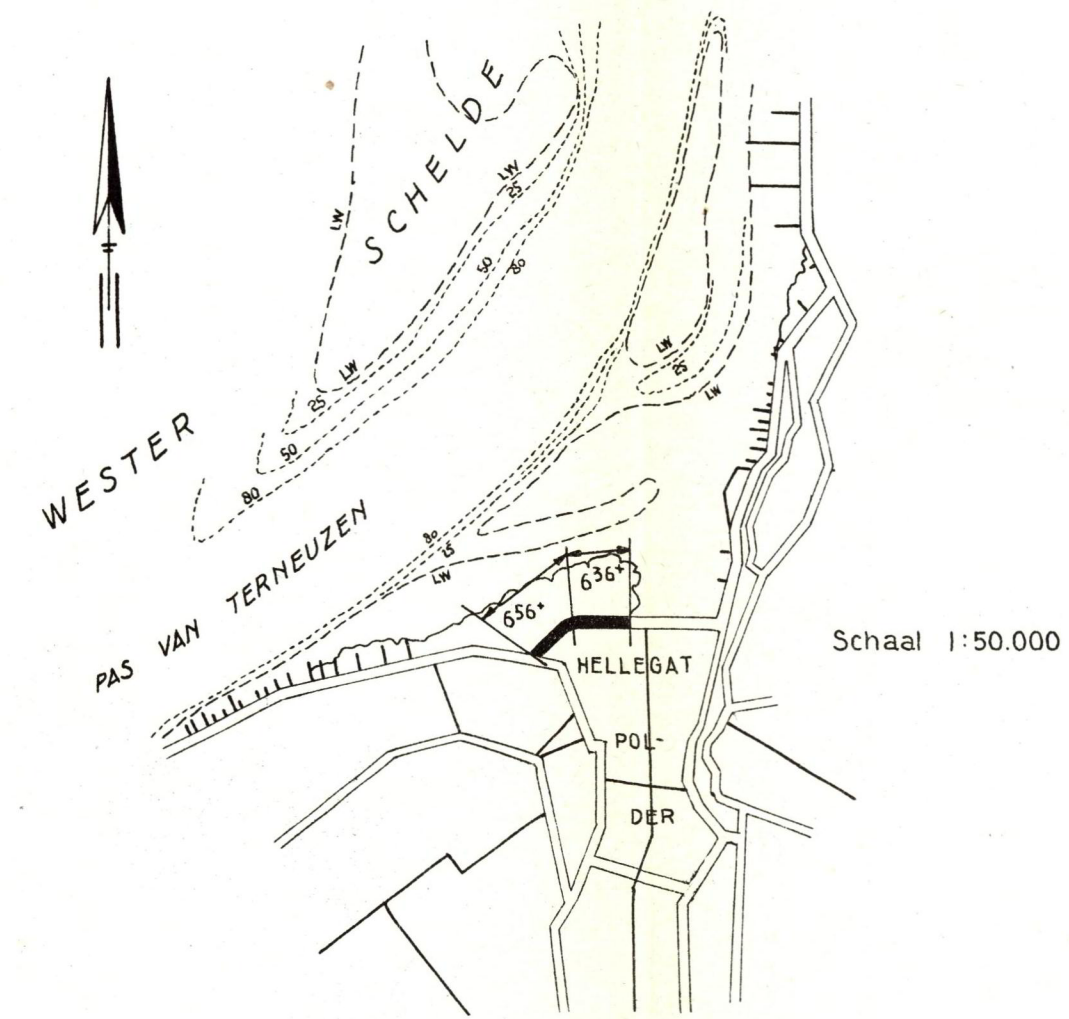 SCHELDE
LW
LW
25
50
80
LW
25
50
80
LW
25
LW
WESTER
PAS VAN TERNEUZEN
80
25
LW
6⁵⁶⁺
6³⁶⁺
Schaal 1:50.000
HELLEGAT
POL-
DER